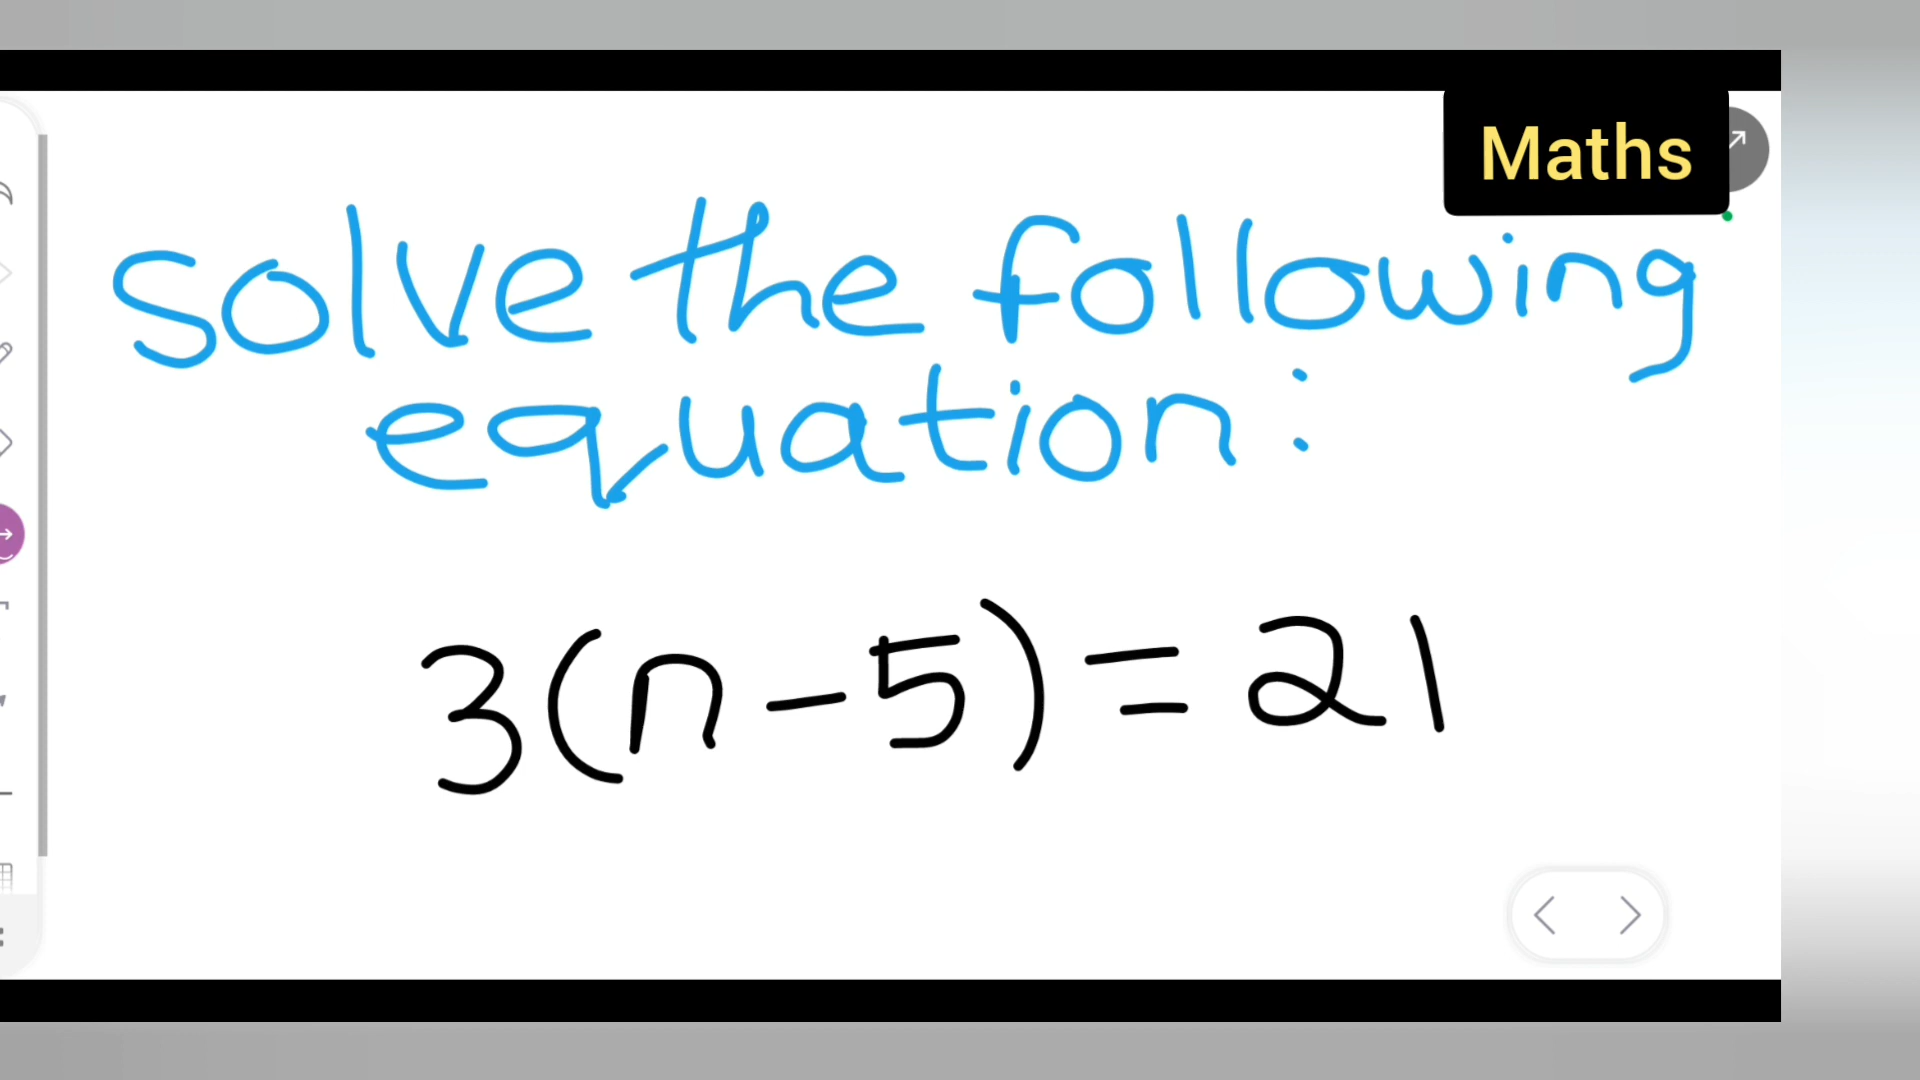 Maths
solve the following
equation:
3(n-5)=21